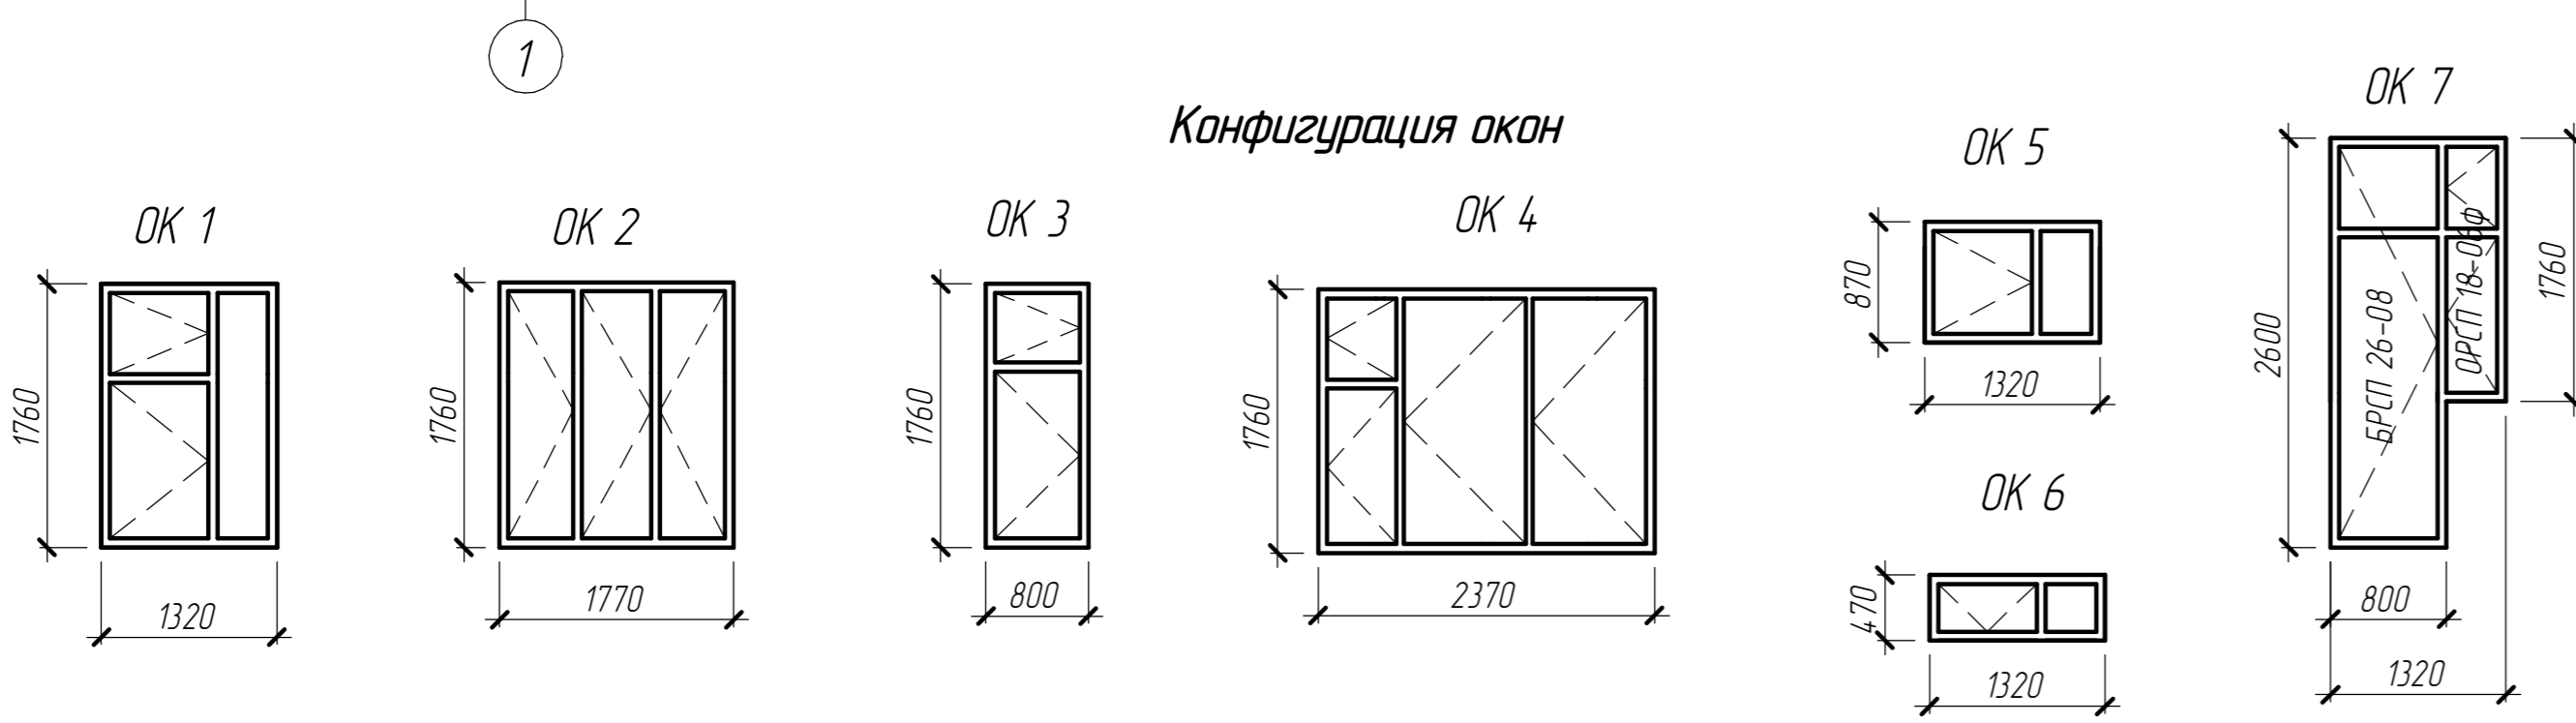 1
Конфигурация окон
ОК 1
1760
1320
ОК 2
1760
1770
ОК 3
1760
800
ОК 4
1760
2370
ОК 5
870
1320
ОК 6
470
1320
ОК 7
2600
БРСП 26-08
ОРСП 18-06ф
1760
800
1320